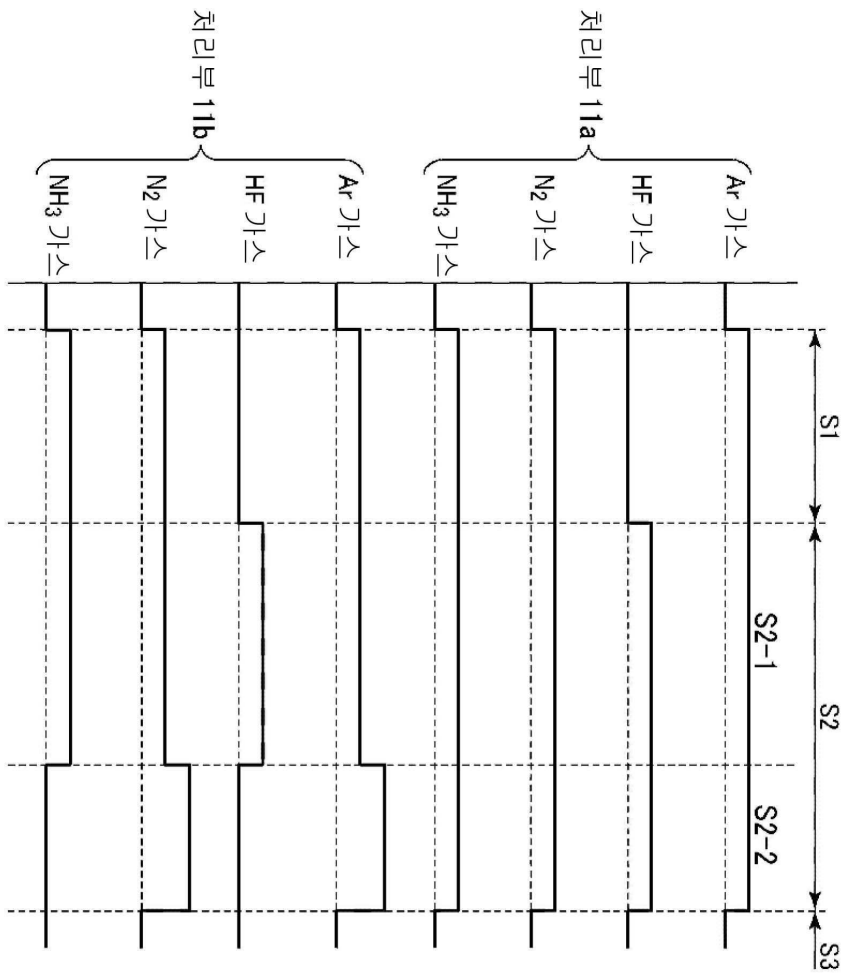 S1
S2
S2-1
S2-2
S3
처리부 11a
Ar 가스
HF 가스
N₂ 가스
NH₃ 가스
처리부 11b
Ar 가스
HF 가스
N₂ 가스
NH₃ 가스